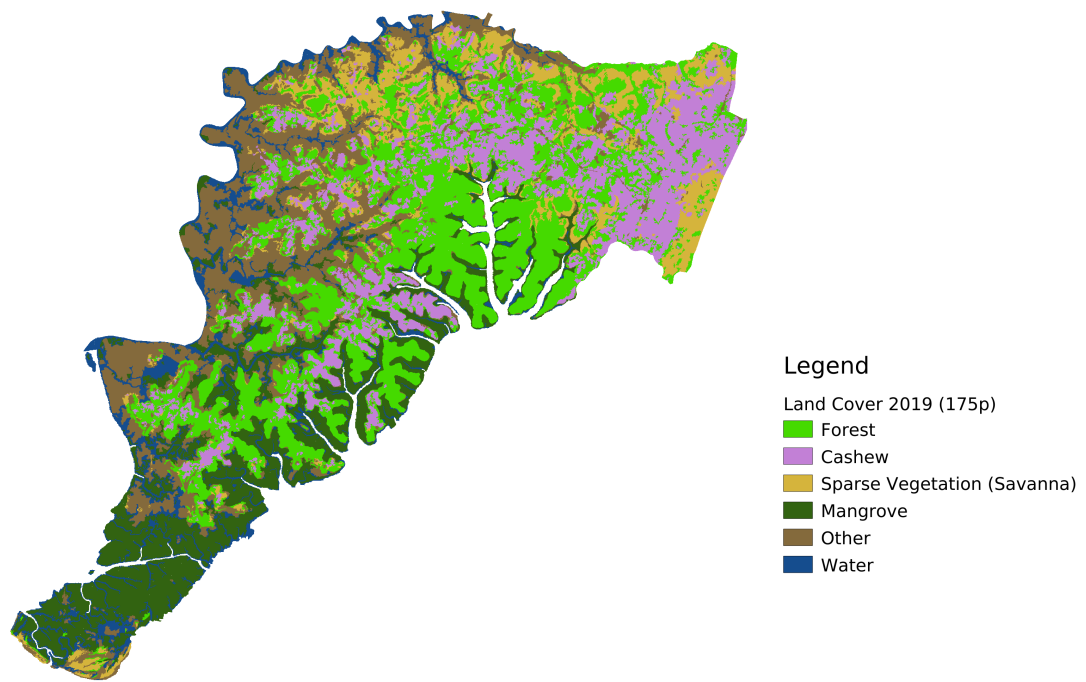 Legend
Land Cover 2019 (175p)
Forest
Cashew
Sparse Vegetation (Savanna)
Mangrove
Other
Water